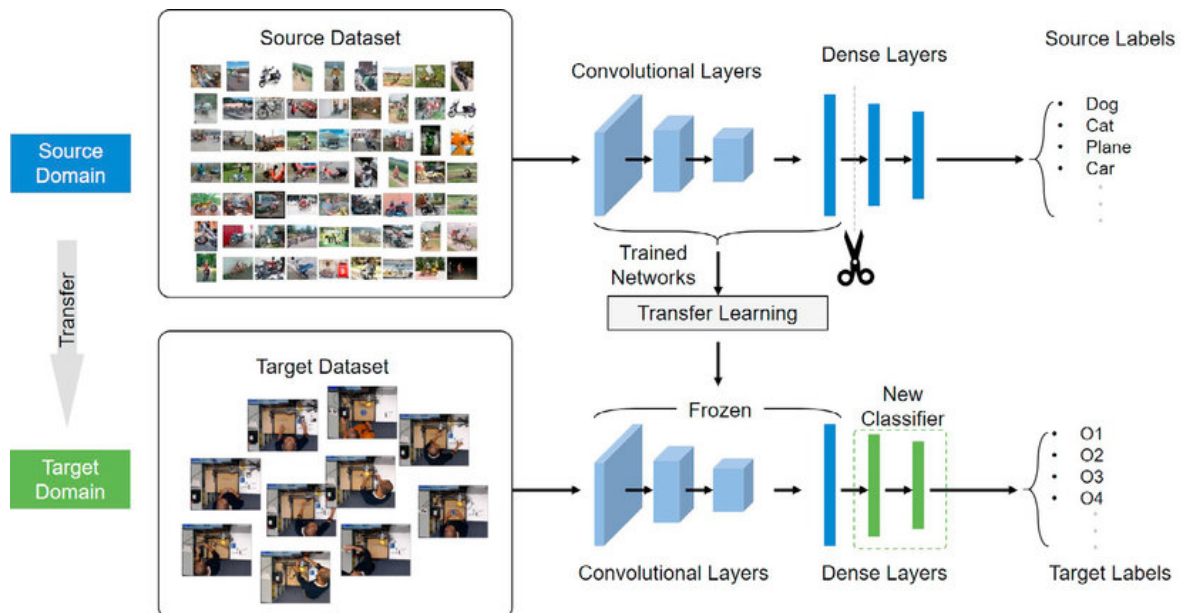 Source Dataset
Convolutional Layers
Dense Layers
Source Labels
• Dog
• Cat
• Plane
• Car
Source
Domain
Trained
Networks
Transfer Learning
Transfer
Target Dataset
Frozen
New
Classifier
Target
Domain
• O1
• O2
• O3
• O4
Convolutional Layers
Dense Layers
Target Labels